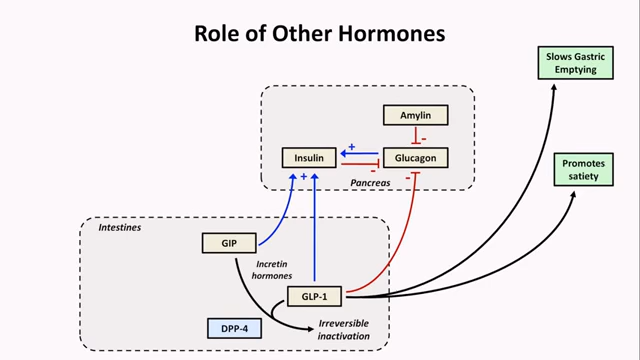 Role of Other Hormones
Slows Gastric
Emptying
Amylin
-
+
Insulin
Glucagon
-
Promotes
satiety
+
-
Pancreas
Intestines
GIP
Incretin
hormones
GLP-1
DPP-4
Irreversible
inactivation